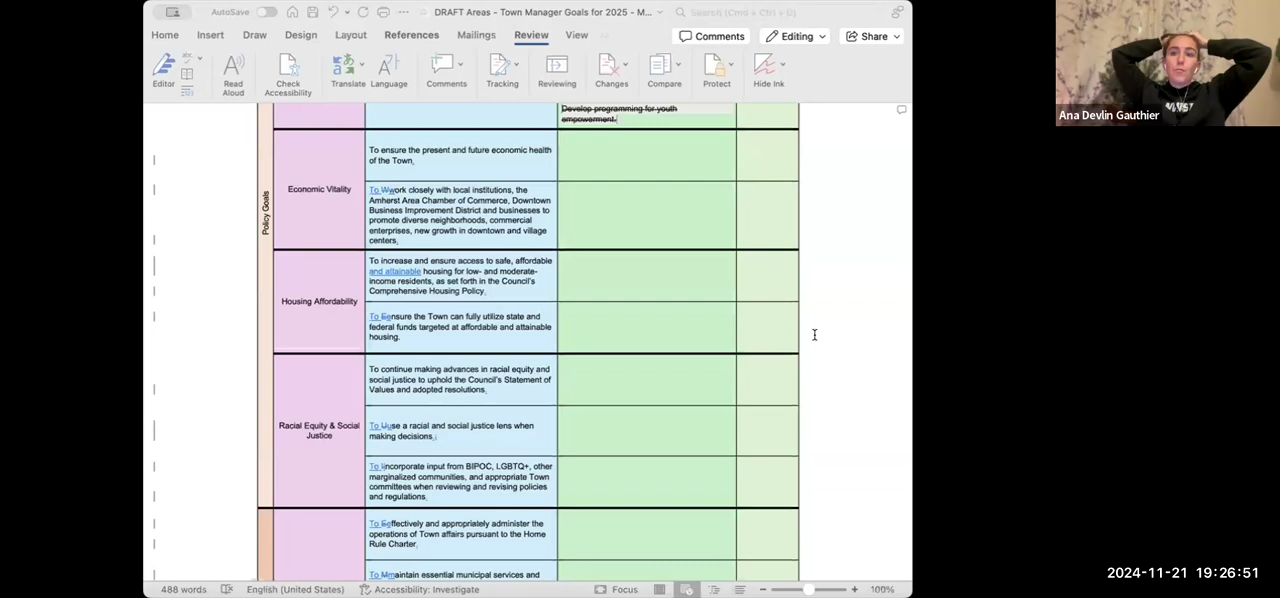 AutoSave
DRAFT Areas - Town Manager Goals for 2025 - M...
Search (Cmd + Ctrl + U)
Home Insert Draw Design Layout References Mailings Review View
Comments Editing Share
Editor
Read Aloud
Check Accessibility
Translate
Language
Comments
Tracking
Reviewing
Changes
Compare
Protect
Hide Ink
Ana Devlin Gauthier
Develop programming for youth
empowerment.
Policy Goals
Economic Vitality
To ensure the present and future economic health
of the Town.
To Wwork closely with local institutions, the
Amherst Area Chamber of Commerce, Downtown
Business Improvement District and businesses to
promote diverse neighborhoods, commercial
enterprises, new growth in downtown and village
centers.
Housing Affordability
To increase and ensure access to safe, affordable
and attainable housing for low- and moderate-
income residents, as set forth in the Council's
Comprehensive Housing Policy.
To Eensure the Town can fully utilize state and
federal funds targeted at affordable and attainable
housing.
Racial Equity & Social
Justice
To continue making advances in racial equity and
social justice to uphold the Council's Statement of
Values and adopted resolutions.
To Uuse a racial and social justice lens when
making decisions.
To Iincorporate input from BIPOC, LGBTQ+, other
marginalized communities, and appropriate Town
committees when reviewing and revising policies
and regulations.
To Eeffectively and appropriately administer the
operations of Town affairs pursuant to the Home
Rule Charter.
To Mmaintain essential municipal services and
488 words English (United States) Accessibility: Investigate Focus 100%
2024-11-21 19:26:51